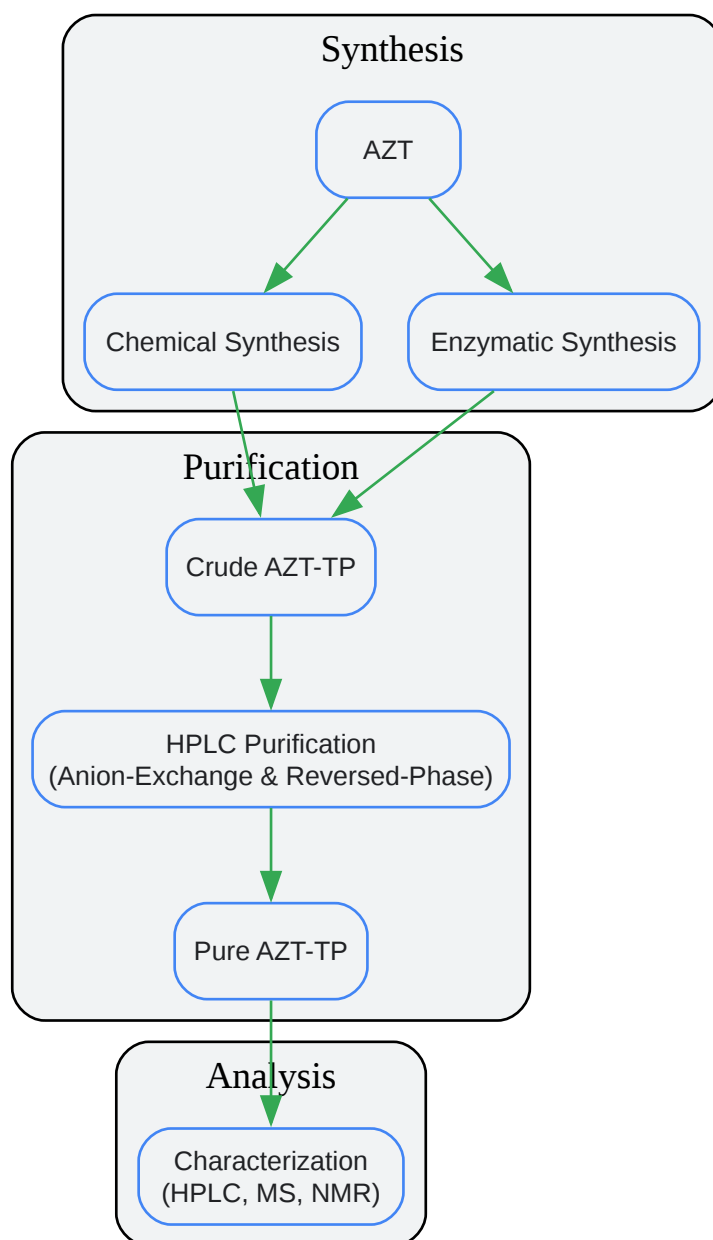 Synthesis
AZT
Chemical Synthesis
Enzymatic Synthesis
Purification
Crude AZT-TP
HPLC Purification
(Anion-Exchange & Reversed-Phase)
Pure AZT-TP
Analysis
Characterization
(HPLC, MS, NMR)